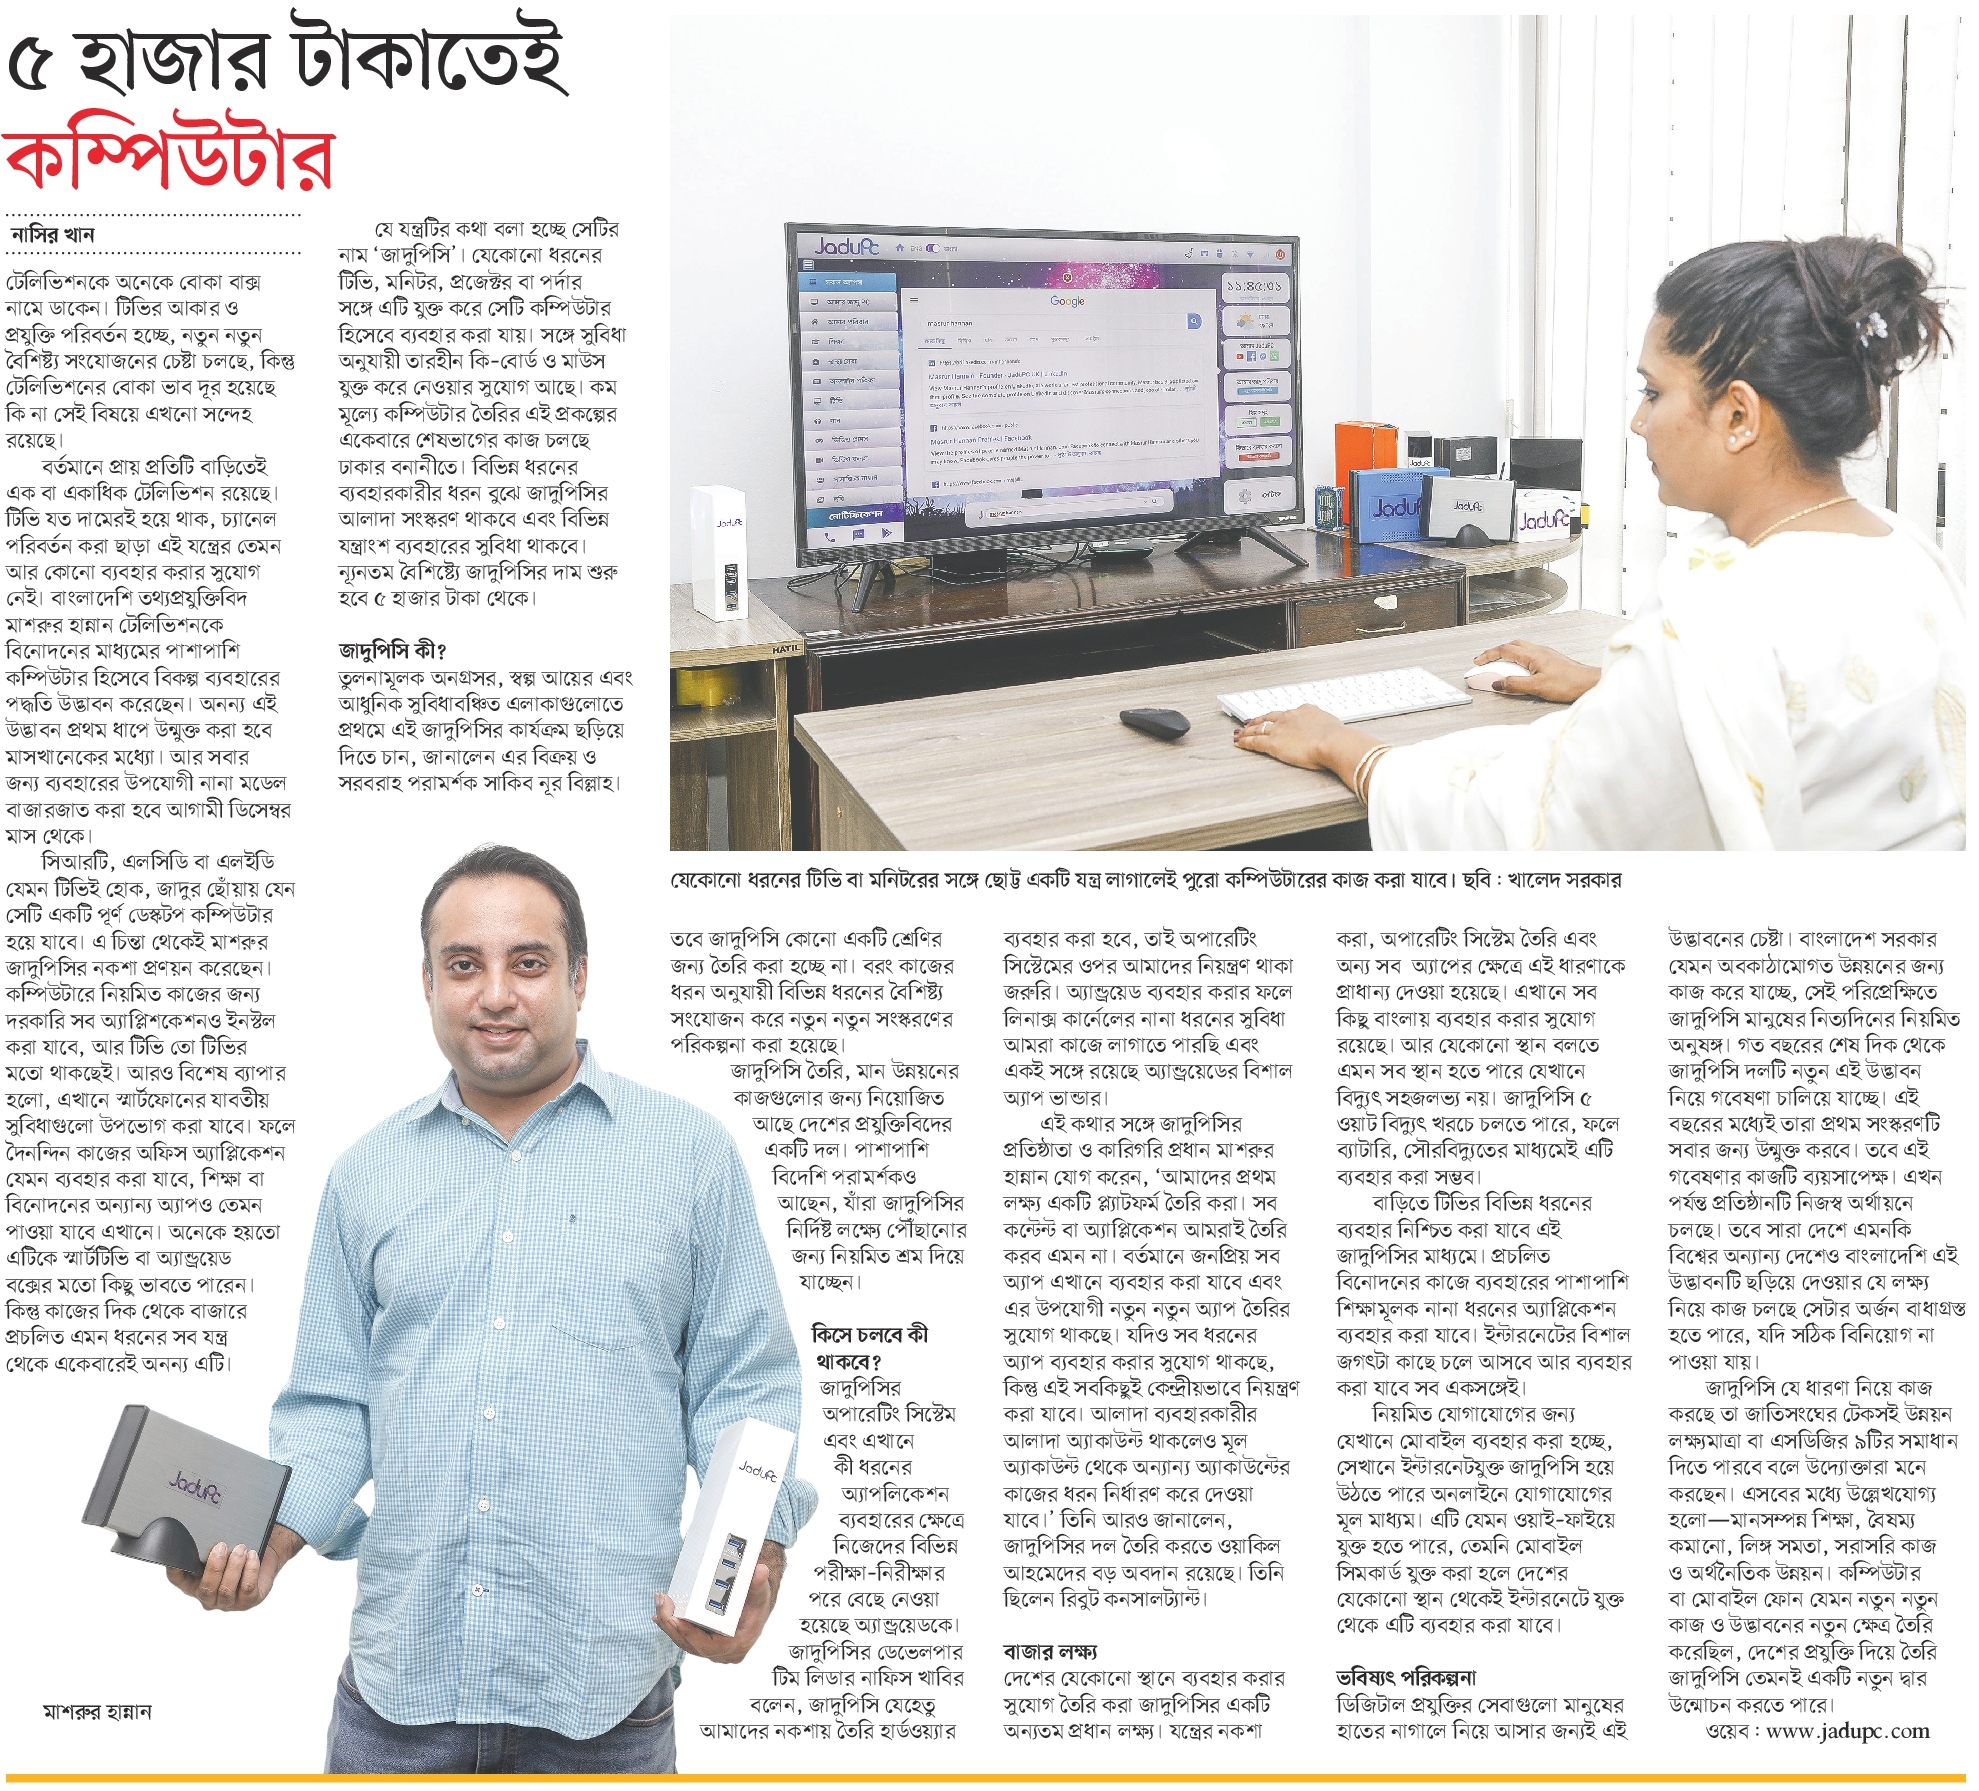 ৫ হাজার টাকাতেই
কম্পিউটার
নাসির খান
টেলিভিশনকে অনেকে বোকা বাক্স
নামে ডাকেন। টিভির আকার ও
প্রযুক্তি পরিবর্তন হচ্ছে, নতুন নতুন
বৈশিষ্ট্য সংযোজনের চেষ্টা চলছে, কিন্তু
টেলিভিশনের বোকা ভাব দূর হয়েছে
কি না সেই বিষয়ে এখনো সন্দেহ
রয়েছে।
বর্তমানে প্রায় প্রতিটি বাড়িতেই
এক বা একাধিক টেলিভিশন রয়েছে।
টিভি যত দামেরই হয়ে থাক, চ্যানেল
পরিবর্তন করা ছাড়া এই যন্ত্রের তেমন
আর কোনো ব্যবহার করার সুযোগ
নেই। বাংলাদেশি তথ্যপ্রযুক্তিবিদ
মাশরুর হান্নান টেলিভিশনকে
বিনোদনের মাধ্যমের পাশাপাশি
কম্পিউটার হিসেবে বিকল্প ব্যবহারের
পদ্ধতি উদ্ভাবন করেছেন। অনন্য এই
উদ্ভাবন প্রথম ধাপে উন্মুক্ত করা হবে
মাসখানেকের মধ্যে। আর সবার
জন্য ব্যবহারের উপযোগী নানা মডেল
বাজারজাত করা হবে আগামী ডিসেম্বর
মাস থেকে।
সিআরটি, এলসিডি বা এলইডি
যেমন টিভিই হোক, জাদুর ছোঁয়ায় যেন
সেটি একটি পূর্ণ ডেস্কটপ কম্পিউটার
হয়ে যাবে। এ চিন্তা থেকেই মাশরুর
জাদুপিসির নকশা প্রণয়ন করেছেন।
কম্পিউটারে নিয়মিত কাজের জন্য
দরকারি সব অ্যাপ্লিশকেশনও ইনস্টল
করা যাবে, আর টিভি তো টিভির
মতো থাকছেই। আরও বিশেষ ব্যাপার
হলো, এখানে স্মার্টফোনের যাবতীয়
সুবিধাগুলো উপভোগ করা যাবে। ফলে
দৈনন্দিন কাজের অফিস অ্যাপ্লিকেশন
যেমন ব্যবহার করা যাবে, শিক্ষা বা
বিনোদনের অন্যান্য অ্যাপও তেমন
পাওয়া যাবে এখানে। অনেকে হয়তো
এটিকে স্মার্টটিভি বা অ্যান্ড্রয়েড
বক্সের মতো কিছু ভাবতে পারেন।
কিন্তু কাজের দিক থেকে বাজারে
প্রচলিত এমন ধরনের সব যন্ত্র
থেকে একেবারেই অনন্য এটি।
যে যন্ত্রটির কথা বলা হচ্ছে সেটির
নাম ‘জাদুপিসি’। যেকোনো ধরনের
টিভি, মনিটর, প্রজেক্টর বা পর্দার
সঙ্গে এটি যুক্ত করে সেটি কম্পিউটার
হিসেবে ব্যবহার করা যায়। সঙ্গে সুবিধা
অনুযায়ী তারহীন কি-বোর্ড ও মাউস
যুক্ত করে নেওয়ার সুযোগ আছে। কম
মূল্যে কম্পিউটার তৈরির এই প্রকল্পের
একেবারে শেষভাগের কাজ চলছে
ঢাকার বনানীতে। বিভিন্ন ধরনের
ব্যবহারকারীর ধরন বুঝে জাদুপিসির
আলাদা সংস্করণ থাকবে এবং বিভিন্ন
যন্ত্রাংশ ব্যবহারের সুবিধা থাকবে।
ন্যূনতম বৈশিষ্ট্যে জাদুপিসির দাম শুরু
হবে ৫ হাজার টাকা থেকে।
জাদুপিসি কী?
তুলনামূলক অনগ্রসর, স্বল্প আয়ের এবং
আধুনিক সুবিধাবঞ্চিত এলাকাগুলোতে
প্রথমে এই জাদুপিসির কার্যক্রম ছড়িয়ে
দিতে চান, জানালেন এর বিক্রয় ও
সরবরাহ পরামর্শক সাকিব নূর বিল্লাহ।
JaduPc
Google
masrur hannan
১১:৪৫:৩১
নোটিফিকেশন
JaduPc
JaduPc
JaduPc
JaduPc
JaduPc
HATIL
যেকোনো ধরনের টিভি বা মনিটরের সঙ্গে ছোট্ট একটি যন্ত্র লাগালেই পুরো কম্পিউটারের কাজ করা যাবে। ছবি : খালেদ সরকার
JaduPc
JaduPc
মাশরুর হান্নান
তবে জাদুপিসি কোনো একটি শ্রেণির
জন্য তৈরি করা হচ্ছে না। বরং কাজের
ধরন অনুযায়ী বিভিন্ন ধরনের বৈশিষ্ট্য
সংযোজন করে নতুন নতুন সংস্করণের
পরিকল্পনা করা হয়েছে।
জাদুপিসি তৈরি, মান উন্নয়নের
কাজগুলোর জন্য নিয়োজিত
আছে দেশের প্রযুক্তিবিদের
একটি দল। পাশাপাশি
বিদেশি পরামর্শকও
আছেন, যাঁরা জাদুপিসির
নির্দিষ্ট লক্ষ্যে পৌঁছানোর
জন্য নিয়মিত শ্রম দিয়ে
যাচ্ছেন।
কিসে চলবে কী
থাকবে?
জাদুপিসির
অপারেটিং সিস্টেম
এবং এখানে
কী ধরনের
অ্যাপলিকেশন
ব্যবহারের ক্ষেত্রে
নিজেদের বিভিন্ন
পরীক্ষা-নিরীক্ষার
পরে বেছে নেওয়া
হয়েছে অ্যান্ড্রয়েডকে।
জাদুপিসির ডেভেলপার
টিম লিডার নাফিস খাবির
বলেন, জাদুপিসি যেহেতু
আমাদের নকশায় তৈরি হার্ডওয়্যার
ব্যবহার করা হবে, তাই অপারেটিং
সিস্টেমের ওপর আমাদের নিয়ন্ত্রণ থাকা
জরুরি। অ্যান্ড্রয়েড ব্যবহার করার ফলে
লিনাক্স কার্নেলের নানা ধরনের সুবিধা
আমরা কাজে লাগাতে পারছি এবং
একই সঙ্গে রয়েছে অ্যান্ড্রয়েডের বিশাল
অ্যাপ ভান্ডার।
এই কথার সঙ্গে জাদুপিসির
প্রতিষ্ঠাতা ও কারিগরি প্রধান মাশরুর
হান্নান যোগ করেন, ‘আমাদের প্রথম
লক্ষ্য একটি প্ল্যাটফর্ম তৈরি করা। সব
কন্টেন্ট বা অ্যাপ্লিকেশন আমরাই তৈরি
করব এমন না। বর্তমানে জনপ্রিয় সব
অ্যাপ এখানে ব্যবহার করা যাবে এবং
এর উপযোগী নতুন নতুন অ্যাপ তৈরির
সুযোগ থাকছে। যদিও সব ধরনের
অ্যাপ ব্যবহার করার সুযোগ থাকছে,
কিন্তু এই সবকিছুই কেন্দ্রীয়ভাবে নিয়ন্ত্রণ
করা যাবে। আলাদা ব্যবহারকারীর
আলাদা অ্যাকাউন্ট থাকলেও মূল
অ্যাকাউন্ট থেকে অন্যান্য অ্যাকাউন্টের
কাজের ধরন নির্ধারণ করে দেওয়া
যাবে।’ তিনি আরও জানালেন,
জাদুপিসির দল তৈরি করতে ওয়াকিল
আহমেদের বড় অবদান রয়েছে। তিনি
ছিলেন রিবুট কনসালট্যান্ট।
বাজার লক্ষ্য
দেশের যেকোনো স্থানে ব্যবহার করার
সুযোগ তৈরি করা জাদুপিসির একটি
অন্যতম প্রধান লক্ষ্য। যন্ত্রের নকশা
করা, অপারেটিং সিস্টেম তৈরি এবং
অন্য সব অ্যাপের ক্ষেত্রে এই ধারণাকে
প্রাধান্য দেওয়া হয়েছে। এখানে সব
কিছু বাংলায় ব্যবহার করার সুযোগ
রয়েছে। আর যেকোনো স্থান বলতে
এমন সব স্থান হতে পারে যেখানে
বিদ্যুৎ সহজলভ্য নয়। জাদুপিসি ৫
ওয়াট বিদ্যুৎ খরচে চলতে পারে, ফলে
ব্যাটারি, সৌরবিদ্যুতের মাধ্যমেই এটি
ব্যবহার করা সম্ভব।
বাড়িতে টিভির বিভিন্ন ধরনের
ব্যবহার নিশ্চিত করা যাবে এই
জাদুপিসির মাধ্যমে। প্রচলিত
বিনোদনের কাজে ব্যবহারের পাশাপাশি
শিক্ষামূলক নানা ধরনের অ্যাপ্লিকেশন
ব্যবহার করা যাবে। ইন্টারনেটের বিশাল
জগৎটা কাছে চলে আসবে আর ব্যবহার
করা যাবে সব একসঙ্গেই।
নিয়মিত যোগাযোগের জন্য
যেখানে মোবাইল ব্যবহার করা হচ্ছে,
সেখানে ইন্টারনেটযুক্ত জাদুপিসি হয়ে
উঠতে পারে অনলাইনে যোগাযোগের
মূল মাধ্যম। এটি যেমন ওয়াই-ফাইয়ে
যুক্ত হতে পারে, তেমনি মোবাইল
সিমকার্ড যুক্ত করা হলে দেশের
যেকোনো স্থান থেকেই ইন্টারনেটে যুক্ত
থেকে এটি ব্যবহার করা যাবে।
ভবিষ্যৎ পরিকল্পনা
ডিজিটাল প্রযুক্তির সেবাগুলো মানুষের
হাতের নাগালে নিয়ে আসার জন্যই এই
উদ্ভাবনের চেষ্টা। বাংলাদেশ সরকার
যেমন অবকাঠামোগত উন্নয়নের জন্য
কাজ করে যাচ্ছে, সেই পরিপ্রেক্ষিতে
জাদুপিসি মানুষের নিত্যদিনের নিয়মিত
অনুষঙ্গ। গত বছরের শেষ দিক থেকে
জাদুপিসি দলটি নতুন এই উদ্ভাবন
নিয়ে গবেষণা চালিয়ে যাচ্ছে। এই
বছরের মধ্যেই তারা প্রথম সংস্করণটি
সবার জন্য উন্মুক্ত করবে। তবে এই
গবেষণার কাজটি ব্যয়সাপেক্ষ। এখন
পর্যন্ত প্রতিষ্ঠানটি নিজস্ব অর্থায়নে
চলছে। তবে সারা দেশে এমনকি
বিশ্বের অন্যান্য দেশেও বাংলাদেশি এই
উদ্ভাবনটি ছড়িয়ে দেওয়ার যে লক্ষ্য
নিয়ে কাজ চলছে সেটার অর্জন বাধাগ্রস্ত
হতে পারে, যদি সঠিক বিনিয়োগ না
পাওয়া যায়।
জাদুপিসি যে ধারণা নিয়ে কাজ
করছে তা জাতিসংঘের টেকসই উন্নয়ন
লক্ষ্যমাত্রা বা এসডিজির ৯টির সমাধান
দিতে পারবে বলে উদ্যোক্তারা মনে
করছেন। এসবের মধ্যে উল্লেখযোগ্য
হলো—মানসম্পন্ন শিক্ষা, বৈষম্য
কমানো, লিঙ্গ সমতা, সরাসরি কাজ
ও অর্থনৈতিক উন্নয়ন। কম্পিউটার
বা মোবাইল ফোন যেমন নতুন নতুন
কাজ ও উদ্ভাবনের নতুন ক্ষেত্র তৈরি
করেছিল, দেশের প্রযুক্তি দিয়ে তৈরি
জাদুপিসি তেমনই একটি নতুন দ্বার
উন্মোচন করতে পারে।
ওয়েব : www.jadupc.com